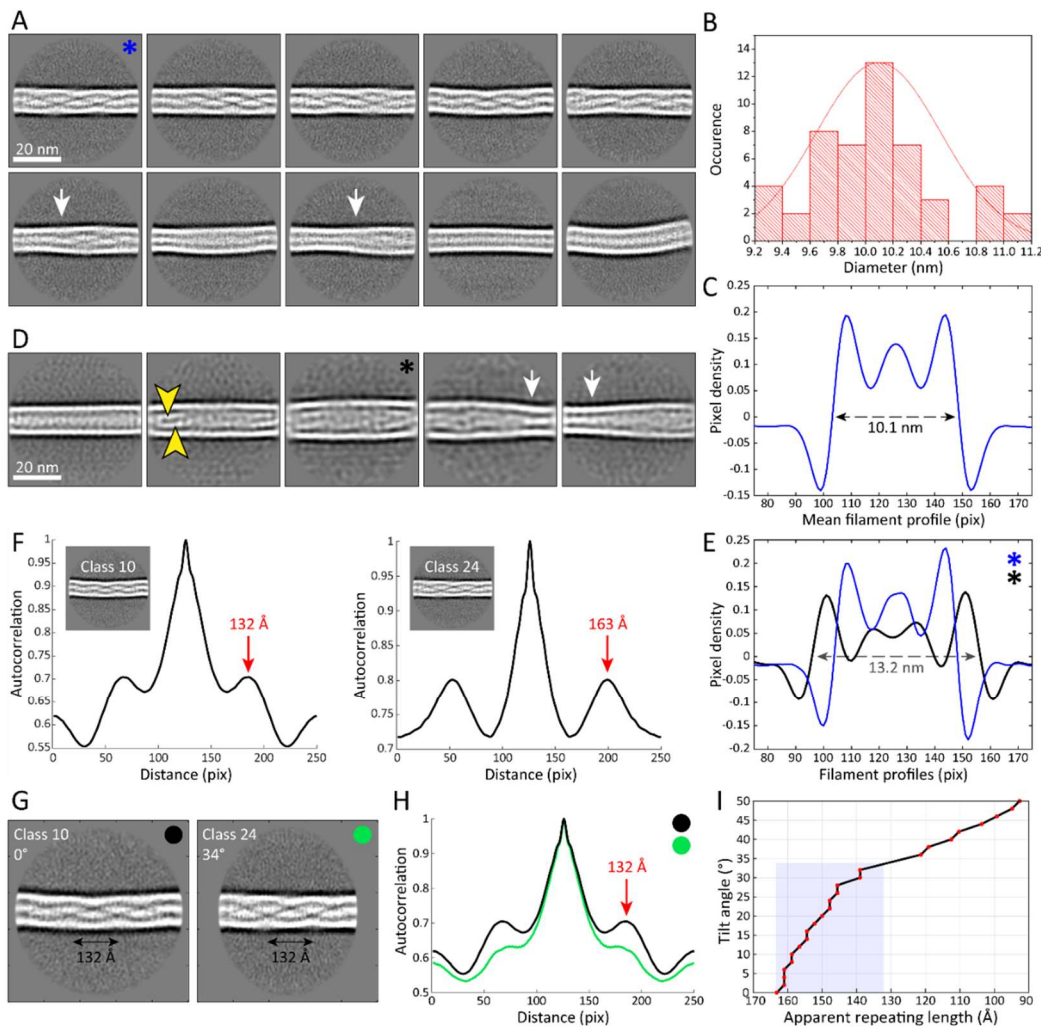 A
*
20 nm
B
Occurence
14
12
10
8
6
4
2
0
9.2 9.4 9.6 9.8 10.0 10.2 10.4 10.6 10.8 11.0 11.2
Diameter (nm)
C
Pixel density
0.25
0.2
0.15
0.1
0.05
0
-0.05
-0.1
-0.15
10.1 nm
80 90 100 110 120 130 140 150 160 170
Mean filament profile (pix)
D
*
20 nm
E
*
*
Pixel density
0.25
0.2
0.15
0.1
0.05
0
-0.05
-0.1
-0.15
-0.2
13.2 nm
80 90 100 110 120 130 140 150 160 170
Filament profiles (pix)
F
Class 10
Autocorrelation
1
0.95
0.9
0.85
0.8
0.75
0.7
0.65
0.6
0.55
132 Å
0 50 100 150 200 250
Distance (pix)
Class 24
Autocorrelation
1
0.95
0.9
0.85
0.8
0.75
0.7
163 Å
0 50 100 150 200 250
Distance (pix)
G
Class 10
0°
132 Å
Class 24
34°
132 Å
H
Autocorrelation
1
0.9
0.8
0.7
0.6
0.5
132 Å
0 50 100 150 200 250
Distance (pix)
I
Tilt angle (°)
50
45
40
35
30
25
20
15
10
5
0
170 160 150 140 130 120 110 100 90
Apparent repeating length (Å)